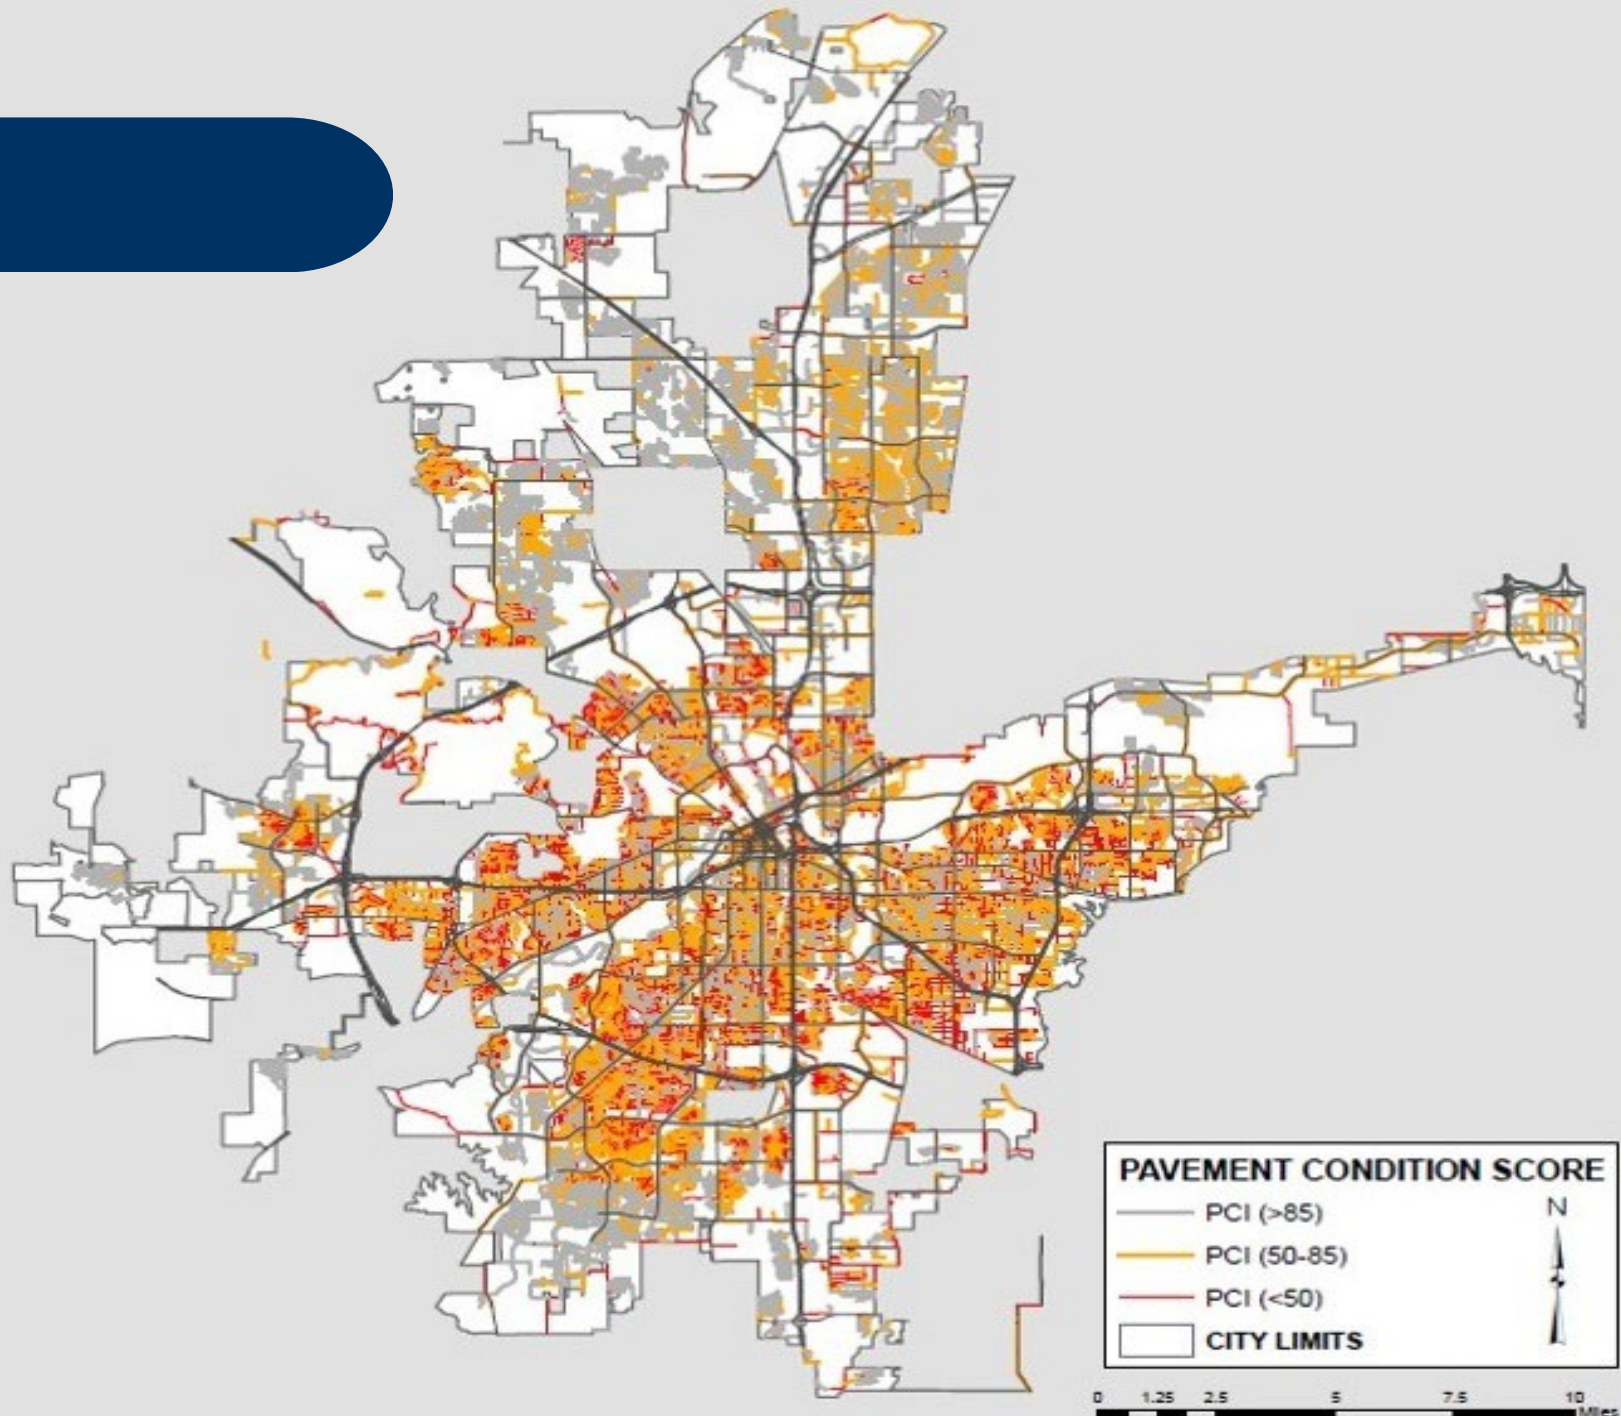 PAVEMENT CONDITION SCORE
PCI (>85)
N
PCI (50-85)
PCI (<50)
CITY LIMITS
0 1.25 2.5 5 7.5 10
Miles